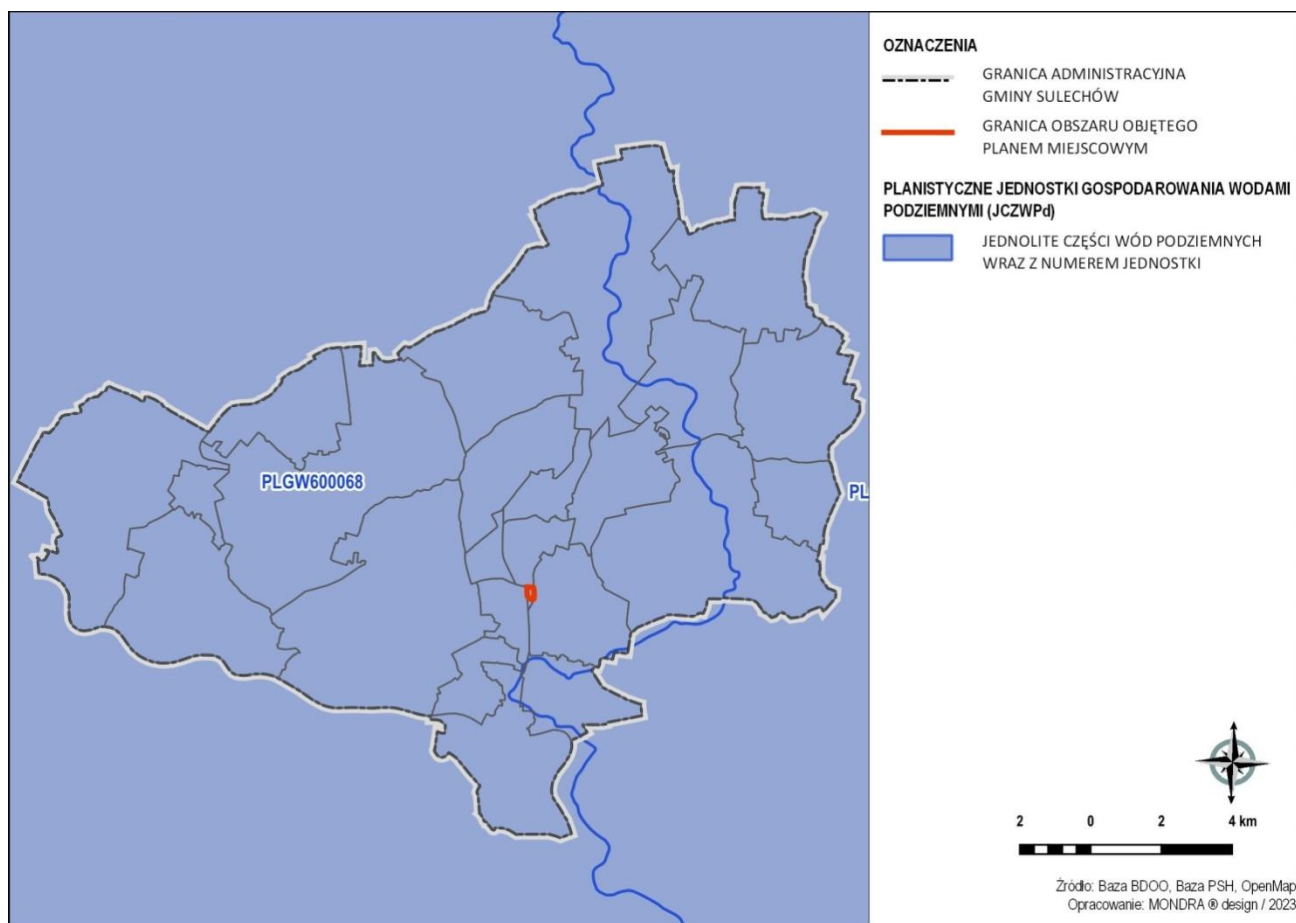 OZNACZENIA
GRANICA ADMINISTRACYJNA
GMINY SULECHÓW
GRANICA OBSZARU OBJĘTEGO
PLANEM MIEJSCOWYM
PLANISTYCZNE JEDNOSTKI GOSPODAROWANIA WODAMI
PODZIEMNYMI (JCZWPd)
JEDNOLITE CZĘŚCI WÓD PODZIEMNYCH
WRAZ Z NUMEREM JEDNOSTKI
PLGW600068
PL
2 0 2 4 km
Źródło: Baza BDOO, Baza PSH, OpenMap
Opracowanie: MONDRA ® design / 2023